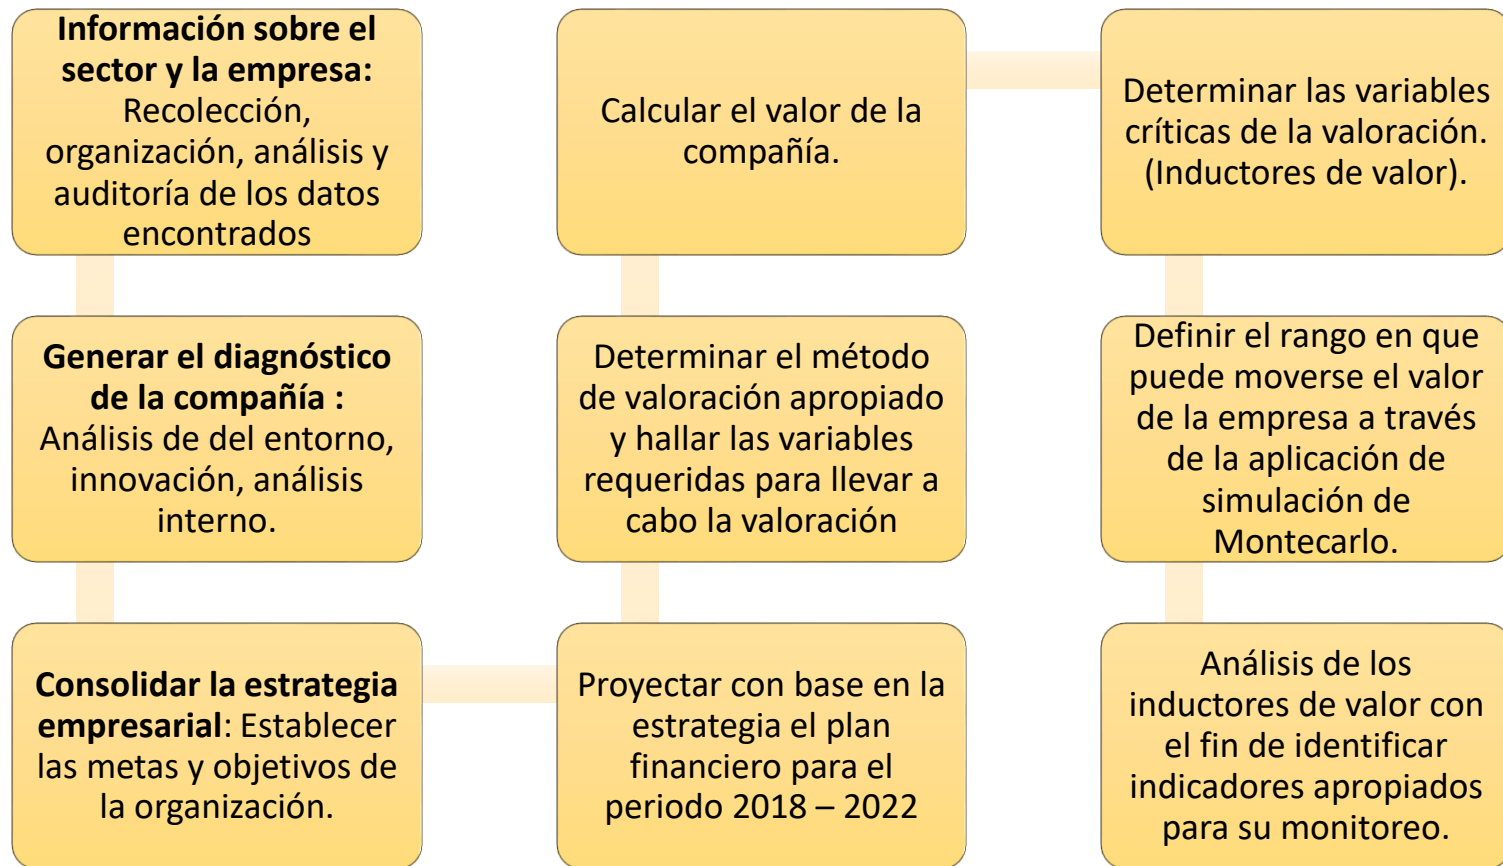 Información sobre el
sector y la empresa:
Recolección,
organización, análisis y
auditoría de los datos
encontrados
Generar el diagnóstico
de la compañía :
Análisis de del entorno,
innovación, análisis
interno.
Consolidar la estrategia
empresarial: Establecer
las metas y objetivos de
la organización.
Proyectar con base en la
estrategia el plan
financiero para el
periodo 2018 – 2022
Determinar el método
de valoración apropiado
y hallar las variables
requeridas para llevar a
cabo la valoración
Calcular el valor de la
compañía.
Determinar las variables
críticas de la valoración.
(Inductores de valor).
Definir el rango en que
puede moverse el valor
de la empresa a través
de la aplicación de
simulación de
Montecarlo.
Análisis de los
inductores de valor con
el fin de identificar
indicadores apropiados
para su monitoreo.